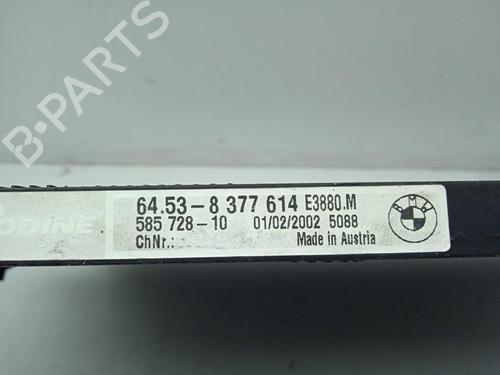 B-PARTS
64.53-8 377 614 E3880.M
585 728-10 01/02/2002 5088
ChNr.: Made in Austria
BMW